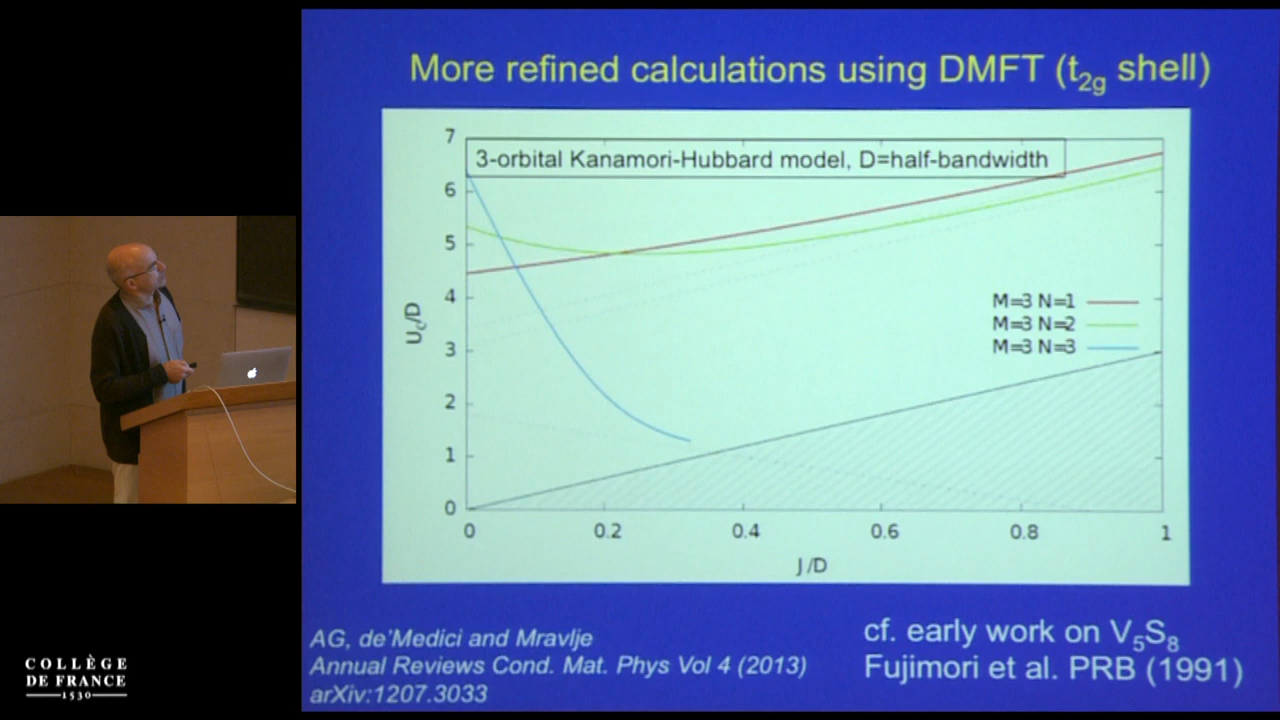 More refined calculations using DMFT (t2g shell)
7
3-orbital Kanamori-Hubbard model, D=half-bandwidth
6
5
4
3
2
1
0
Uc/D
M=3 N=1
M=3 N=2
M=3 N=3
0 0.2 0.4 0.6 0.8 1
J/D
AG, de'Medici and Mravlje
Annual Reviews Cond. Mat. Phys Vol 4 (2013)
arXiv:1207.3033
cf. early work on V5S8
Fujimori et al. PRB (1991)
COLLÈGE
DE FRANCE
1530